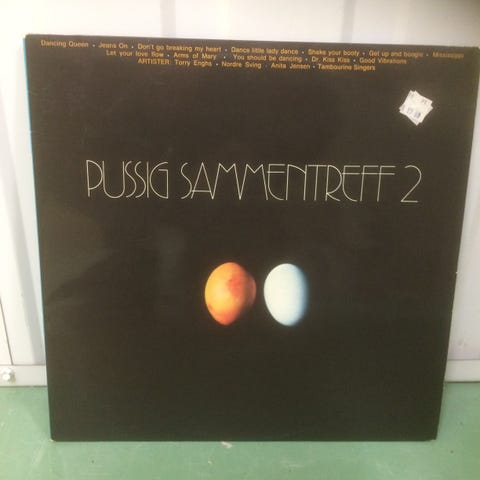 Dancing Queen • Jeans On • Don't go breaking my heart • Dance little lady dance • Shake your booty • Get up and boogie • Mississippi
Let your love flow • Arms of Mary • You should be dancing • Dr. Kiss Kiss • Good Vibrations
ARTISTER: Torry Enghs • Nordre Sving • Anita Jensen • Tambourine Singers
PUSSIG SAMMENTREFF 2